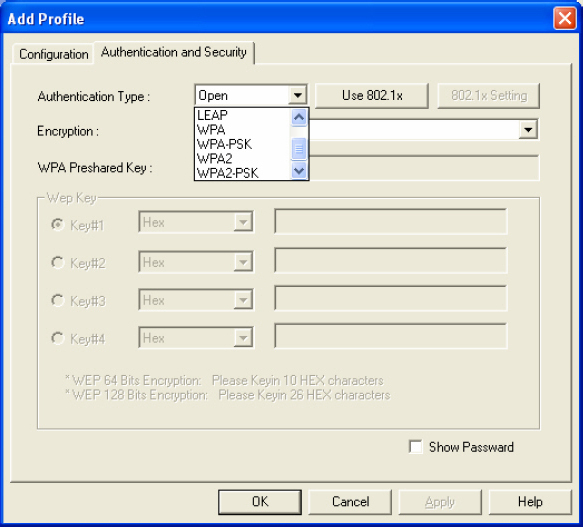 Add Profile
Configuration
Authentication and Security
Authentication Type :
Open
Use 802.1x
802.1x Setting
LEAP
WPA
WPA-PSK
WPA2
WPA2-PSK
Encryption :
WPA Preshared Key :
Wep Key
Key#1
Hex
Key#2
Hex
Key#3
Hex
Key#4
Hex
* WEP 64 Bits Encryption: Please Keyin 10 HEX characters
* WEP 128 Bits Encryption: Please Keyin 26 HEX characters
Show Passward
OK
Cancel
Apply
Help